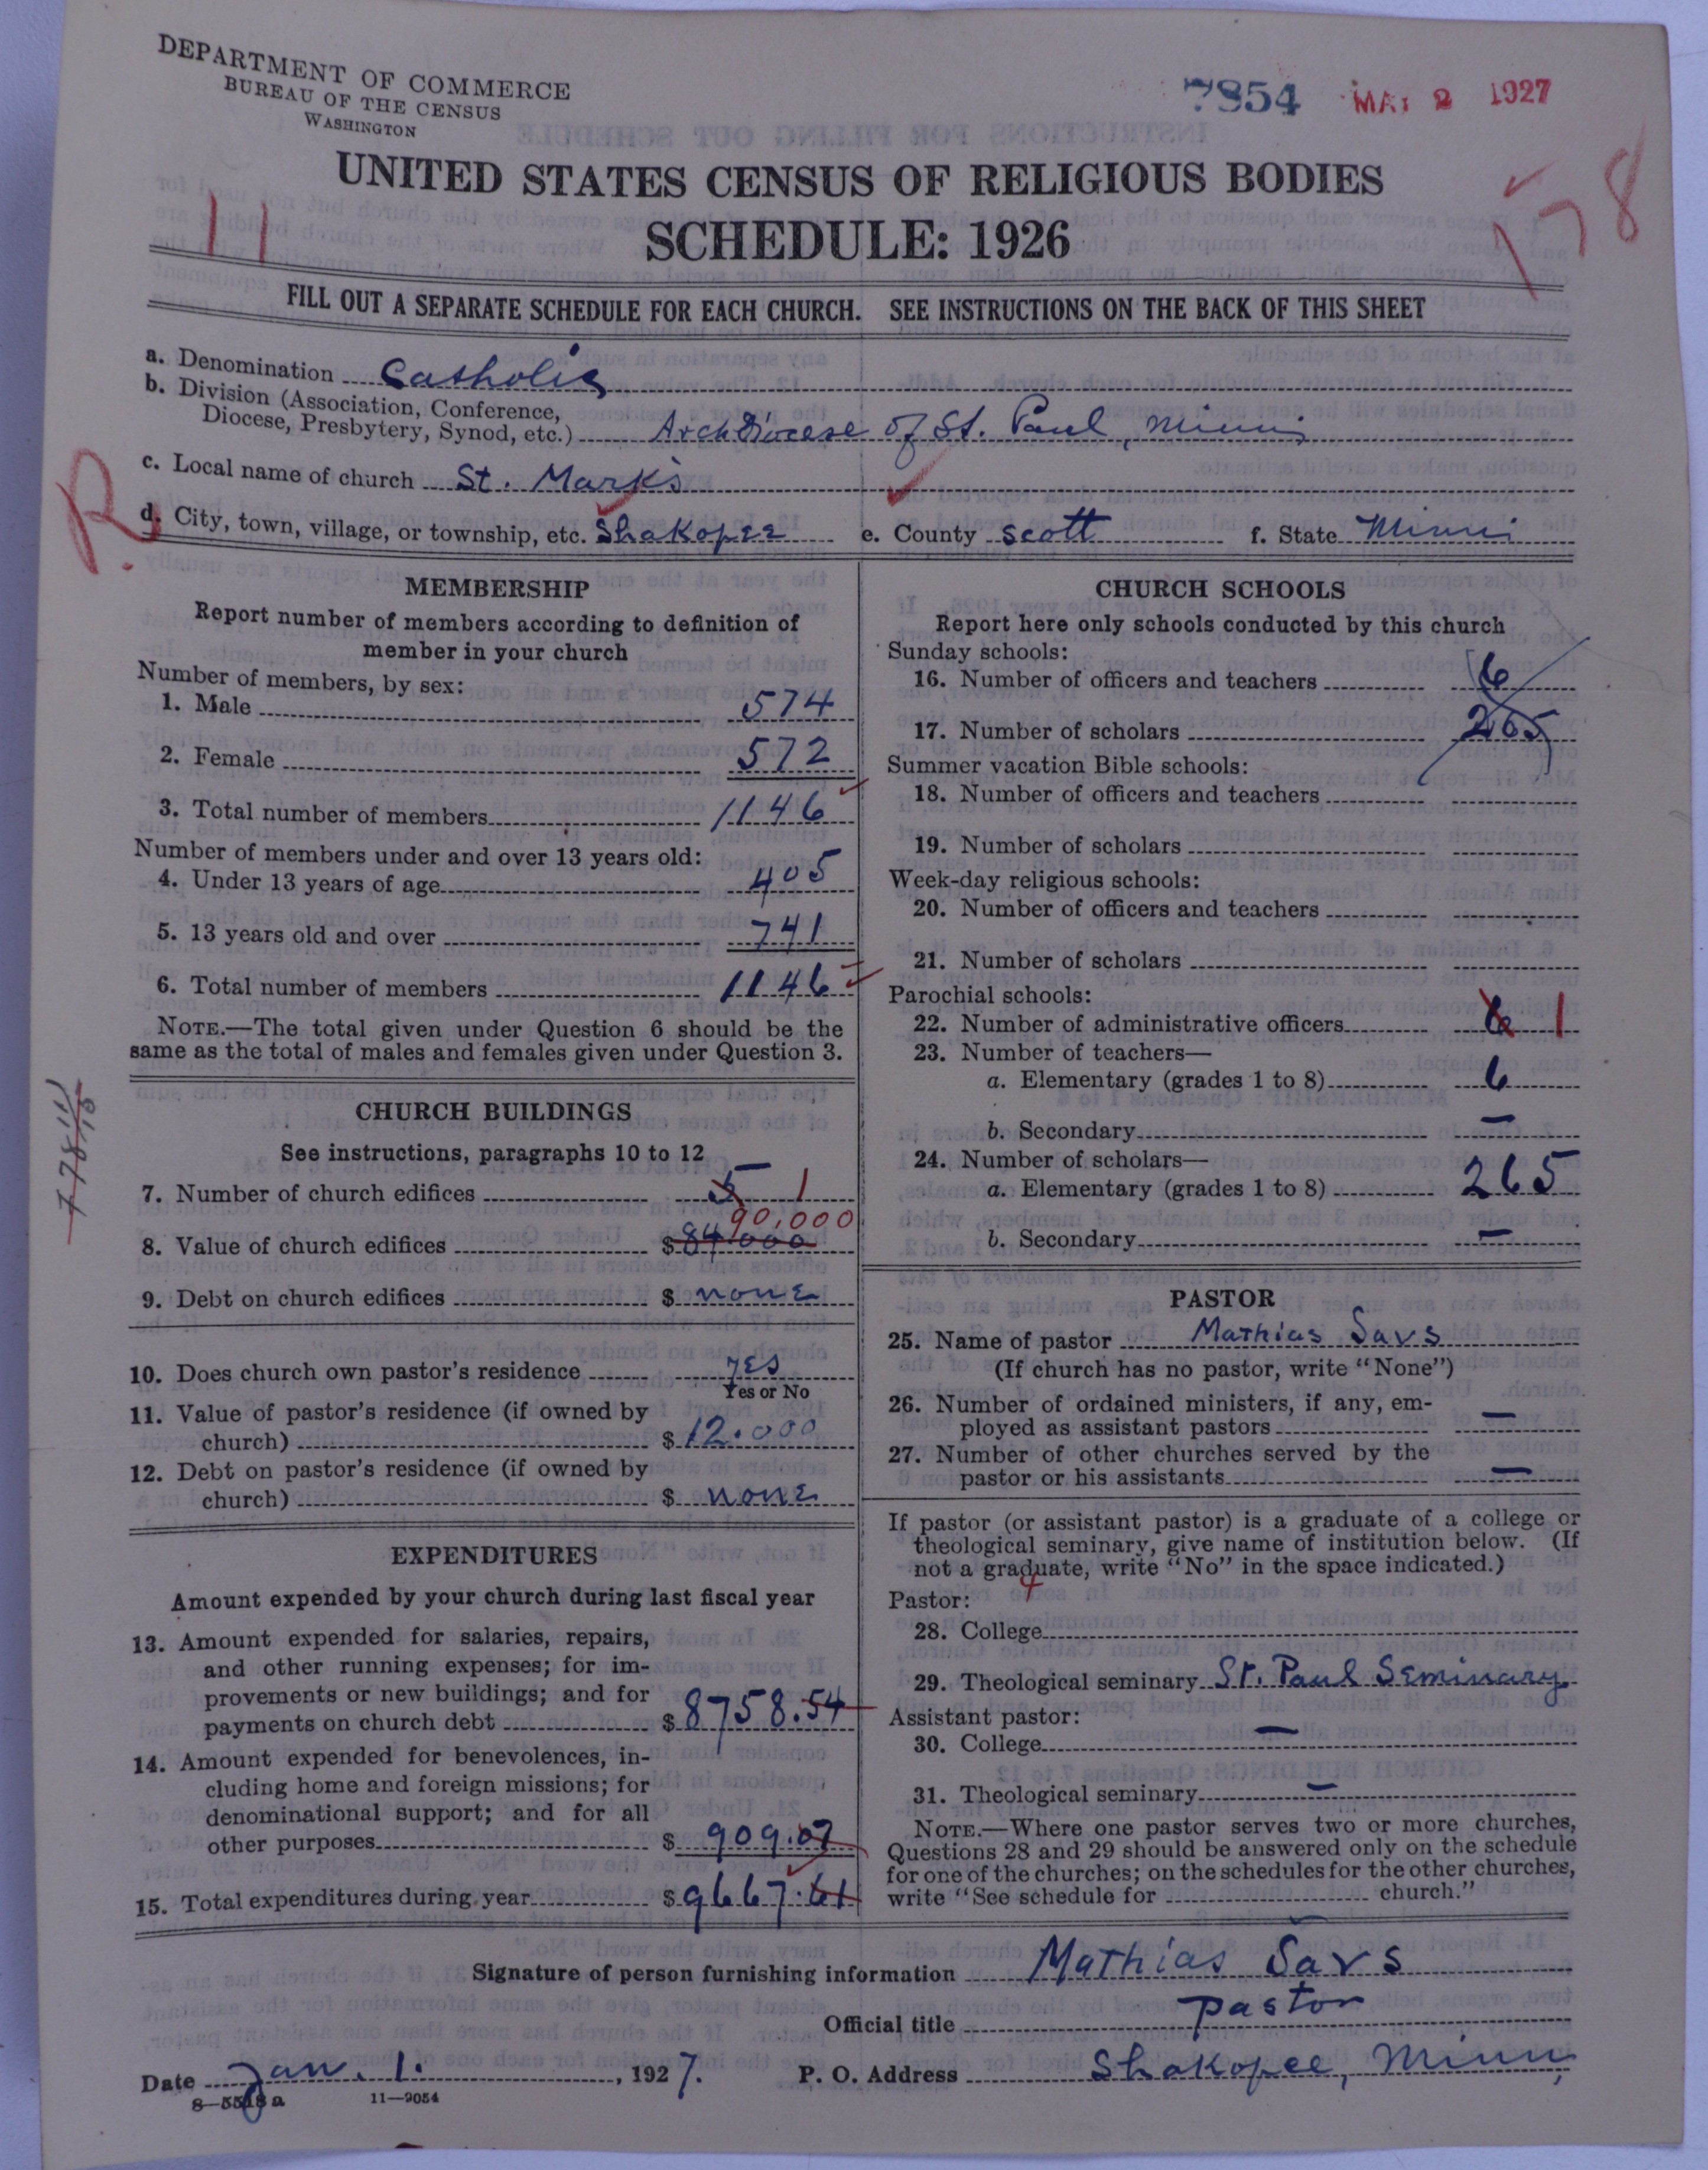 DEPARTMENT OF COMMERCE
BUREAU OF THE CENSUS
WASHINGTON
7854 MAR 2 1927
UNITED STATES CENSUS OF RELIGIOUS BODIES
SCHEDULE: 1926
11
178
FILL OUT A SEPARATE SCHEDULE FOR EACH CHURCH. SEE INSTRUCTIONS ON THE BACK OF THIS SHEET
a. Denomination Catholic
b. Division (Association, Conference,
Diocese, Presbytery, Synod, etc.) Archdiocese of St. Paul, Minn
c. Local name of church St. Mark's
R.
d. City, town, village, or township, etc. Shakopee e. County Scott f. State Minn
MEMBERSHIP
Report number of members according to definition of
member in your church
Number of members, by sex:
1. Male 574
2. Female 572
3. Total number of members 1146
Number of members under and over 13 years old:
4. Under 13 years of age 405
5. 13 years old and over 741
6. Total number of members 1146
NOTE.—The total given under Question 6 should be the
same as the total of males and females given under Question 3.
CHURCH BUILDINGS
See instructions, paragraphs 10 to 12
7. Number of church edifices 5 1
90,000
8. Value of church edifices $84.000
9. Debt on church edifices $ none
10. Does church own pastor's residence yes
Yes or No
11. Value of pastor's residence (if owned by
church) $12.000
12. Debt on pastor's residence (if owned by
church) $ none
EXPENDITURES
Amount expended by your church during last fiscal year
13. Amount expended for salaries, repairs,
and other running expenses; for im-
provements or new buildings; and for
payments on church debt $8758.54
14. Amount expended for benevolences, in-
cluding home and foreign missions; for
denominational support; and for all
other purposes $ 909.07
15. Total expenditures during year $9667.61
CHURCH SCHOOLS
Report here only schools conducted by this church
Sunday schools:
16. Number of officers and teachers 6
17. Number of scholars 265
Summer vacation Bible schools:
18. Number of officers and teachers
19. Number of scholars
Week-day religious schools:
20. Number of officers and teachers
21. Number of scholars
Parochial schools:
22. Number of administrative officers 6 1
23. Number of teachers—
a. Elementary (grades 1 to 8) 6
b. Secondary —
24. Number of scholars—
a. Elementary (grades 1 to 8) 265
b. Secondary —
PASTOR
25. Name of pastor Mathias Savs
(If church has no pastor, write "None")
26. Number of ordained ministers, if any, em-
ployed as assistant pastors —
27. Number of other churches served by the
pastor or his assistants —
If pastor (or assistant pastor) is a graduate of a college or
theological seminary, give name of institution below. (If
not a graduate, write "No" in the space indicated.)
Pastor: 4
28. College
29. Theological seminary St. Paul Seminary
Assistant pastor:
30. College —
31. Theological seminary —
NOTE.—Where one pastor serves two or more churches,
Questions 28 and 29 should be answered only on the schedule
for one of the churches; on the schedules for the other churches,
write "See schedule for church."
Signature of person furnishing information Mathias Savs
Official title pastor
Date Jan. 1. , 1927. P. O. Address Shakopee, Minn
8—5518 a 11—9054